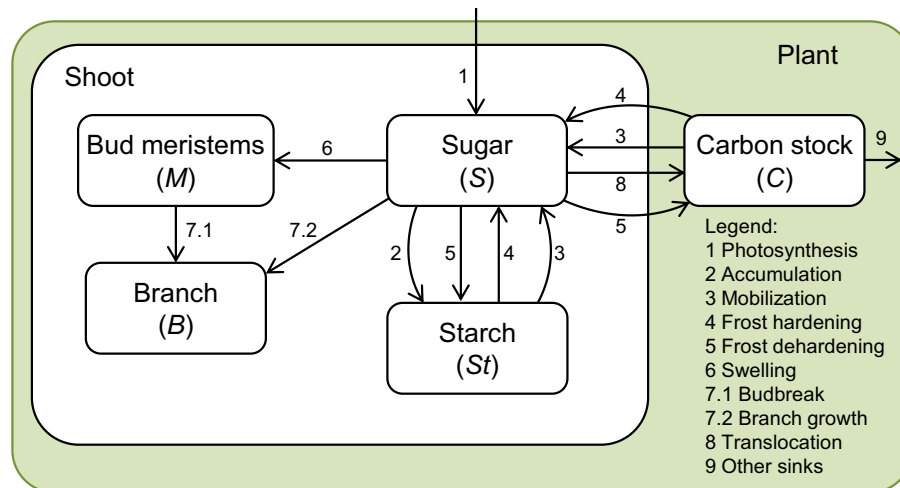 Plant
Shoot
1
Bud meristems
(M)
6
Sugar
(S)
4
3
8
5
Carbon stock
(C)
9
7.1
7.2
2
5
4
3
Branch
(B)
Starch
(St)
Legend:
1 Photosynthesis
2 Accumulation
3 Mobilization
4 Frost hardening
5 Frost dehardening
6 Swelling
7.1 Budbreak
7.2 Branch growth
8 Translocation
9 Other sinks